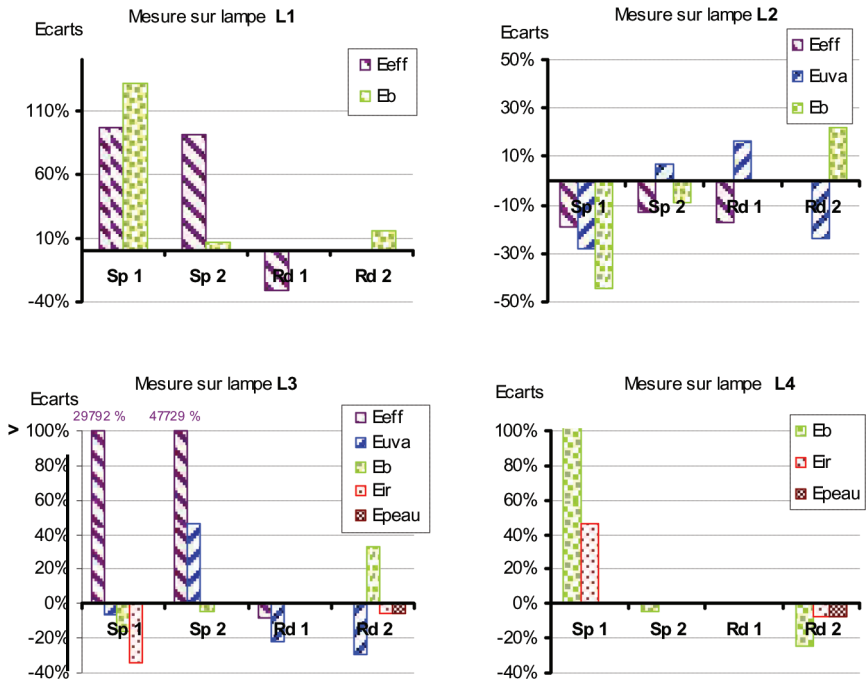 Mesure sur lampe L1
Ecarts
Eeff
Eb
110%
60%
10%
-40%
Sp 1
Sp 2
Rd 1
Rd 2
Mesure sur lampe L2
Ecarts
Eeff
Euva
Eb
50%
30%
10%
-10%
-30%
-50%
Sp 1
Sp 2
Rd 1
Rd 2
Mesure sur lampe L3
Ecarts
29792 %
47729 %
>
Eeff
Euva
Eb
Eir
Epeau
100%
80%
60%
40%
20%
0%
-20%
-40%
Sp 1
Sp 2
Rd 1
Rd 2
Mesure sur lampe L4
Ecarts
Eb
Eir
Epeau
100%
80%
60%
40%
20%
0%
-20%
-40%
Sp 1
Sp 2
Rd 1
Rd 2